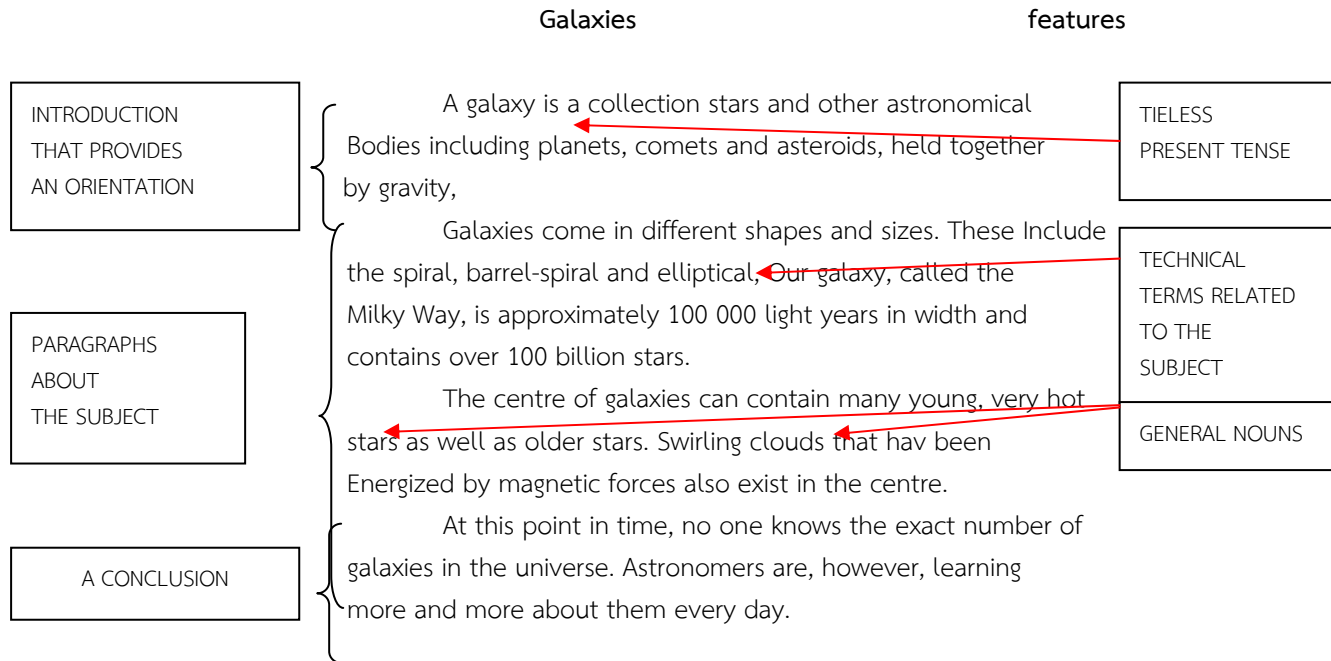 Galaxies
features
INTRODUCTION
THAT PROVIDES
AN ORIENTATION
A galaxy is a collection stars and other astronomical
Bodies including planets, comets and asteroids, held together
by gravity,
TIELESS
PRESENT TENSE
Galaxies come in different shapes and sizes. These Include
the spiral, barrel-spiral and elliptical, Our galaxy, called the
Milky Way, is approximately 100 000 light years in width and
contains over 100 billion stars.
TECHNICAL
TERMS RELATED
TO THE
SUBJECT
PARAGRAPHS
ABOUT
THE SUBJECT
The centre of galaxies can contain many young, very hot
stars as well as older stars. Swirling clouds that hav been
Energized by magnetic forces also exist in the centre.
GENERAL NOUNS
At this point in time, no one knows the exact number of
galaxies in the universe. Astronomers are, however, learning
more and more about them every day.
A CONCLUSION